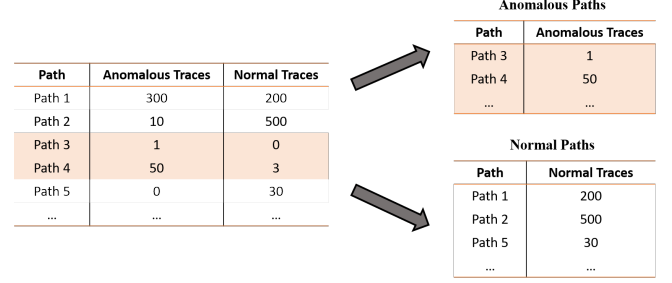 Path Anomalous Traces Normal Traces
Path 1 300 200
Path 2 10 500
Path 3 1 0
Path 4 50 3
Path 5 0 30
... ... ...
Anomalous Paths
Path Anomalous Traces
Path 3 1
Path 4 50
... ...
Normal Paths
Path Normal Traces
Path 1 200
Path 2 500
Path 5 30
... ...